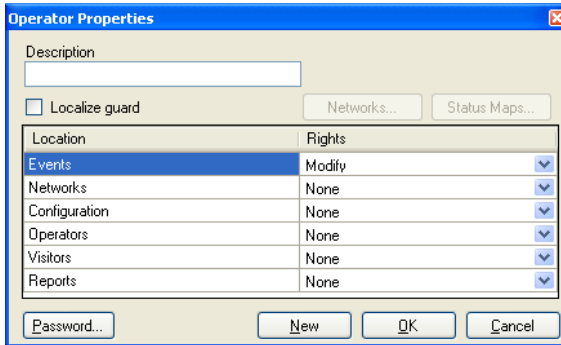 Operator Properties
Description
Localize guard Networks... Status Maps...
Location Rights
Events Modify
Networks None
Configuration None
Operators None
Visitors None
Reports None
Password... New OK Cancel